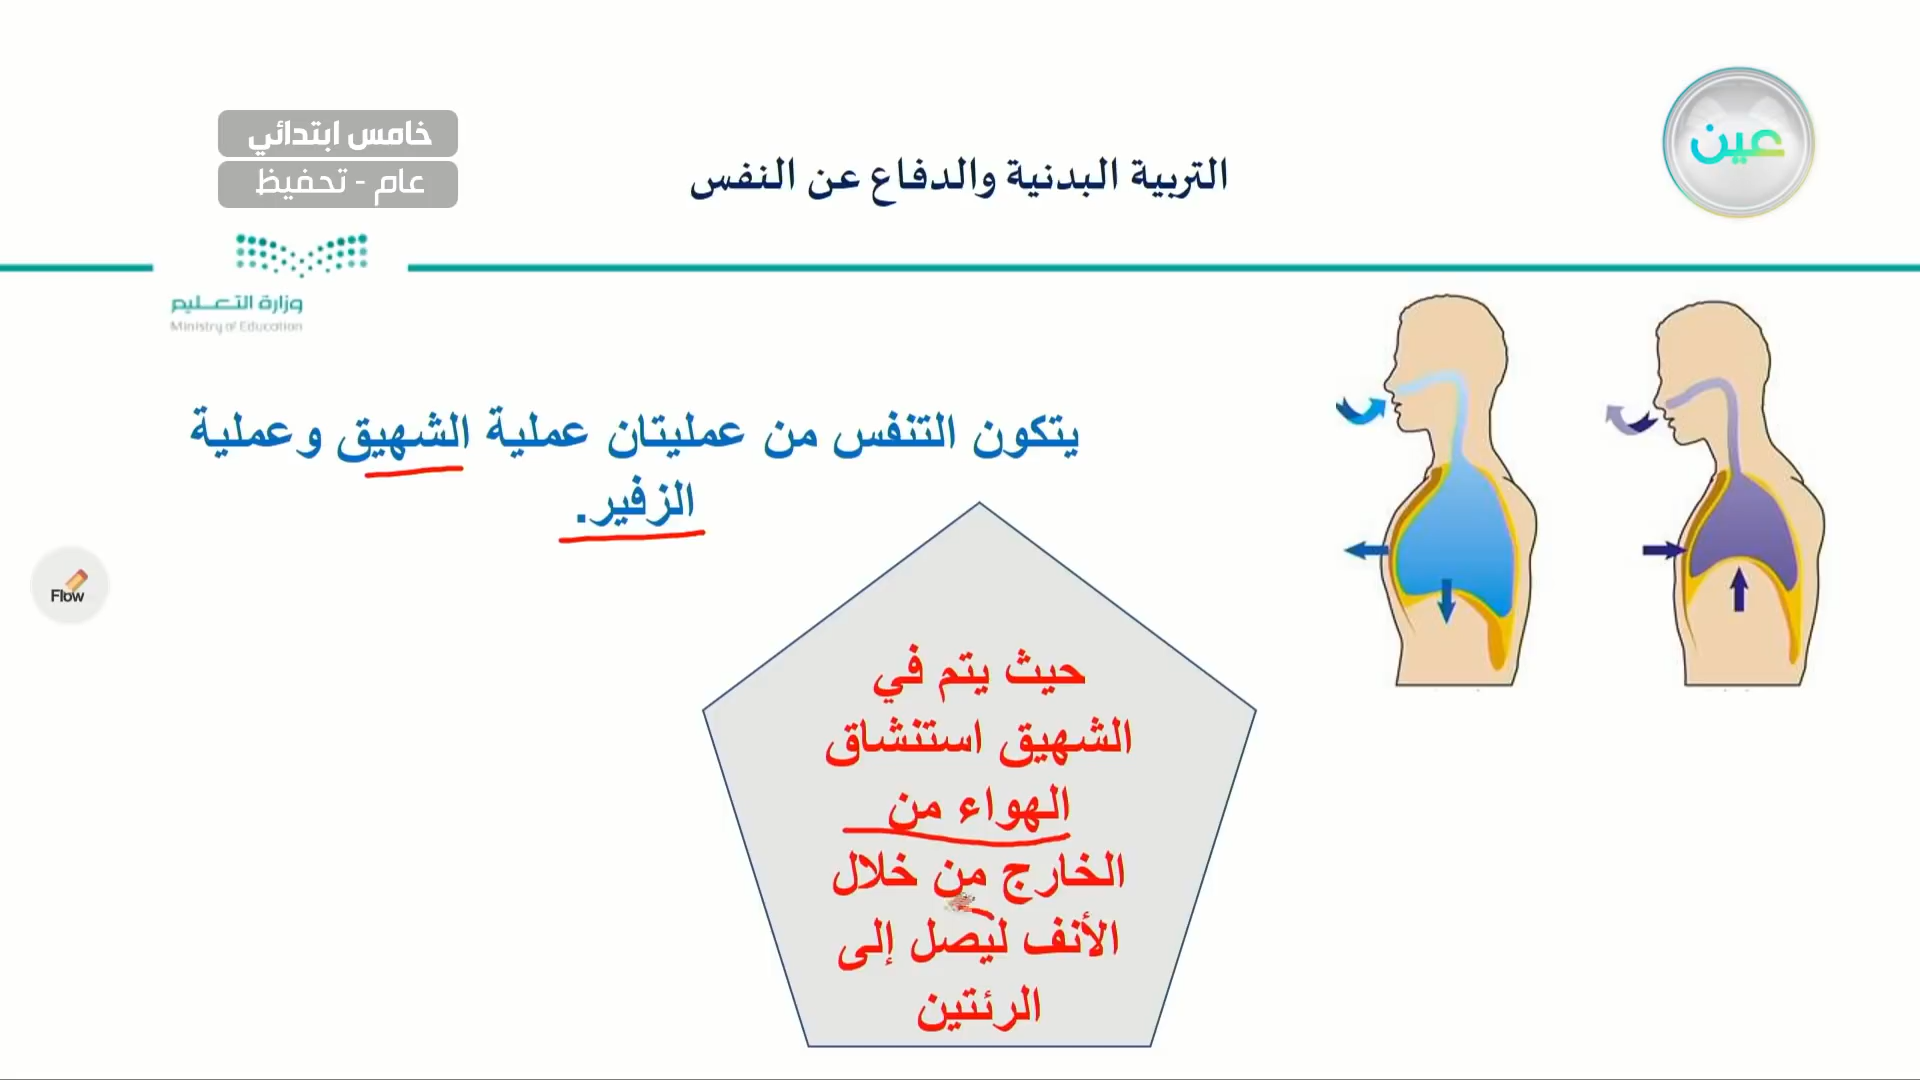 خامس ابتدائي
عام - تحفيظ
التربية البدنية والدفاع عن النفس
عين
وزارة التعليم
Ministry of Education
يتكون التنفس من عمليتان عملية الشهيق وعملية
الزفير.
Flow
حيث يتم في
الشهيق استنشاق
الهواء من
الخارج من خلال
الأنف ليصل إلى
الرئتين